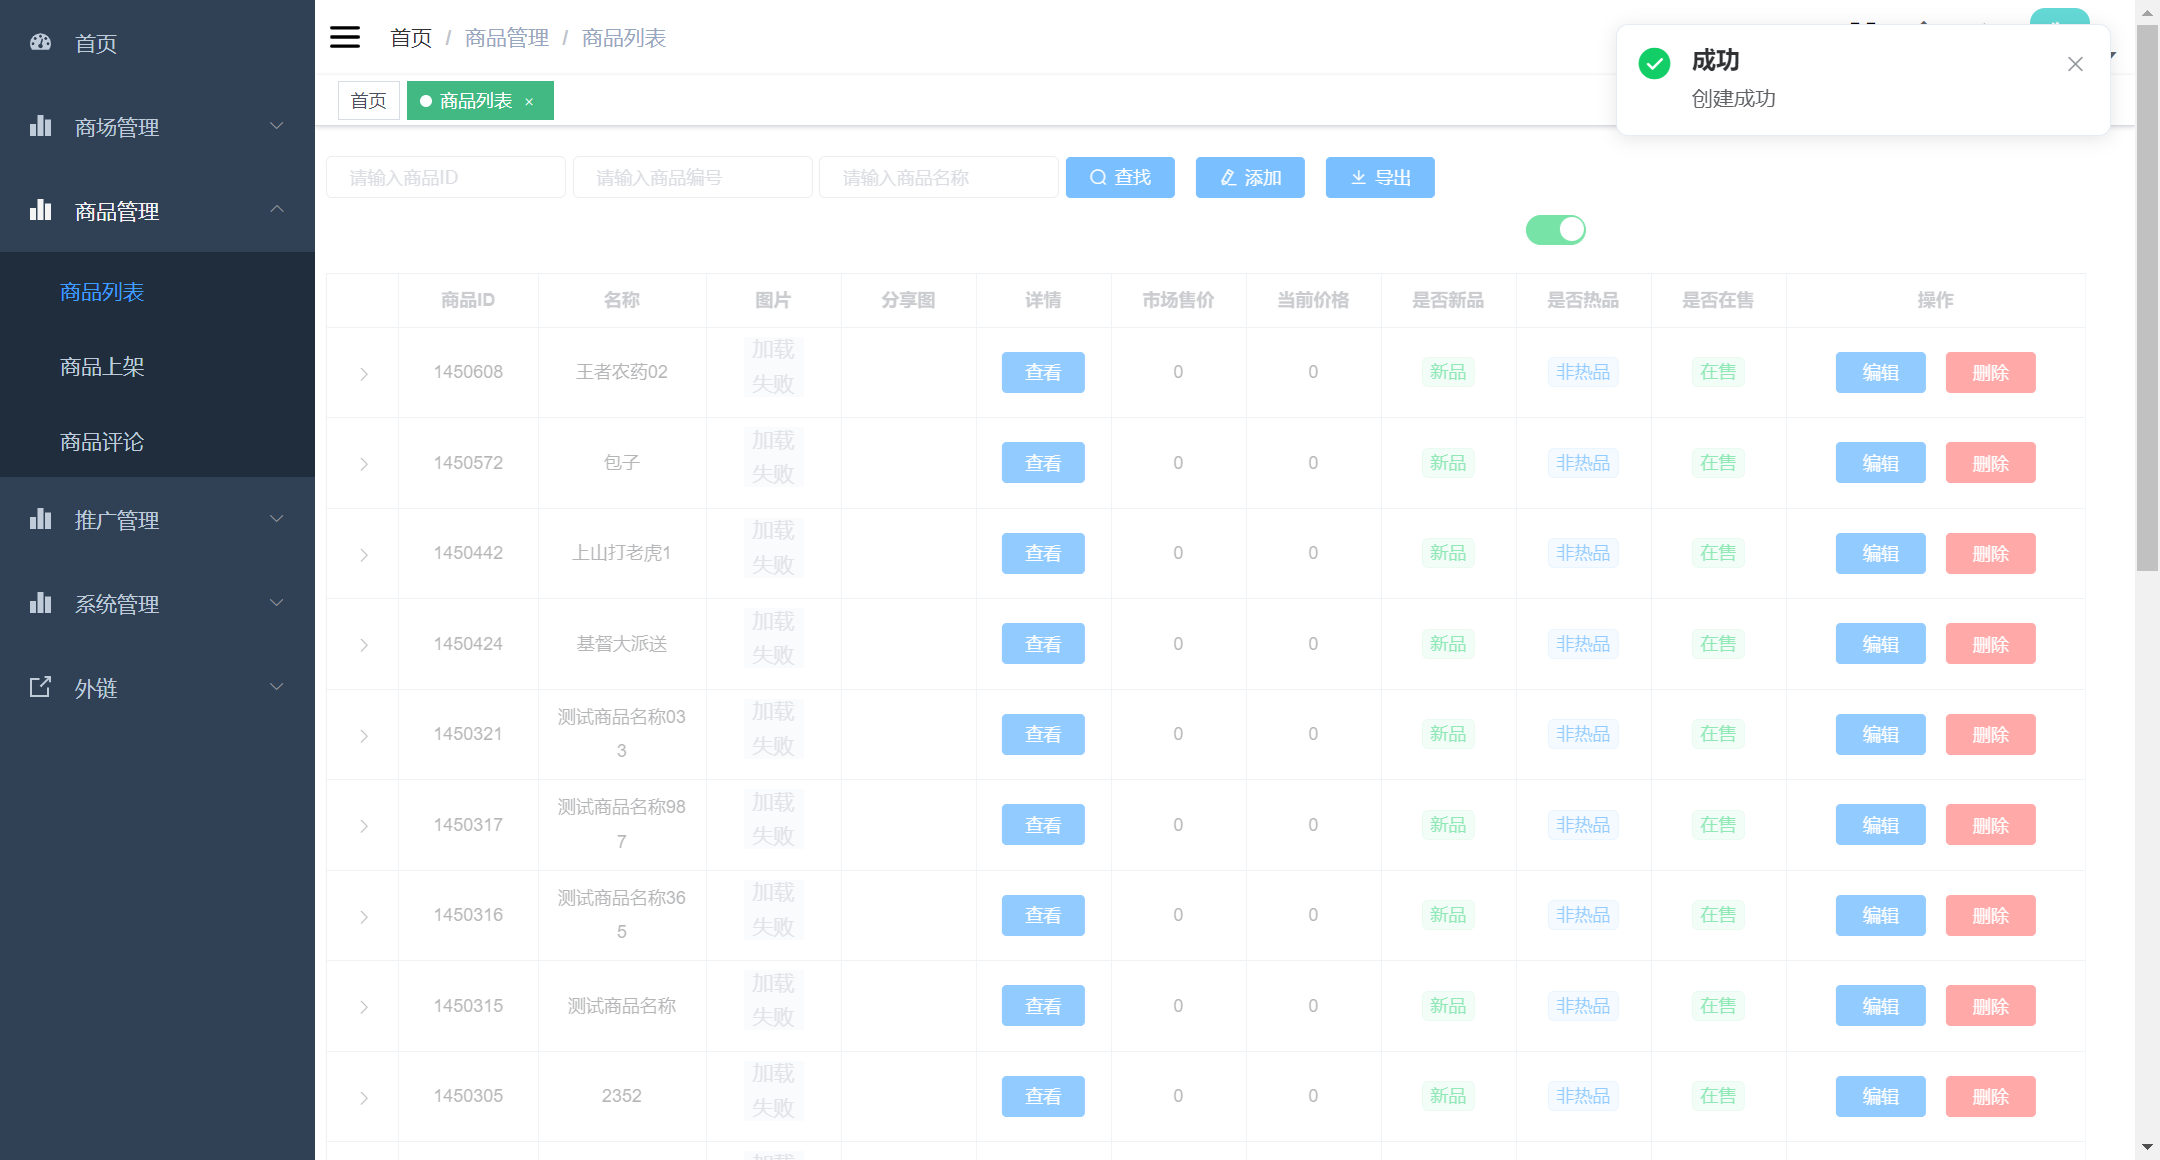 首页
商场管理
商品管理
商品列表
商品上架
商品评论
推广管理
系统管理
外链
首页 / 商品管理 / 商品列表
首页
商品列表 ×
成功
创建成功
请输入商品ID 请输入商品编号 请输入商品名称 查找 添加 导出
商品ID 名称 图片 分享图 详情 市场售价 当前价格 是否新品 是否热品 是否在售 操作
1450608 王者农药02 加载失败 查看 0 0 新品 非热品 在售 编辑 删除
1450572 包子 加载失败 查看 0 0 新品 非热品 在售 编辑 删除
1450442 上山打老虎1 加载失败 查看 0 0 新品 非热品 在售 编辑 删除
1450424 基督大派送 加载失败 查看 0 0 新品 非热品 在售 编辑 删除
1450321 测试商品名称033 加载失败 查看 0 0 新品 非热品 在售 编辑 删除
1450317 测试商品名称987 加载失败 查看 0 0 新品 非热品 在售 编辑 删除
1450316 测试商品名称365 加载失败 查看 0 0 新品 非热品 在售 编辑 删除
1450315 测试商品名称 加载失败 查看 0 0 新品 非热品 在售 编辑 删除
1450305 2352 加载失败 查看 0 0 新品 非热品 在售 编辑 删除